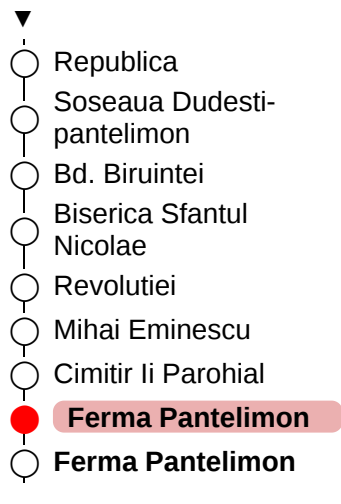 Republica
Soseaua Dudesti-
pantelimon
Bd. Biruintei
Biserica Sfantul
Nicolae
Revolutiei
Mihai Eminescu
Cimitir Ii Parohial
Ferma Pantelimon
Ferma Pantelimon